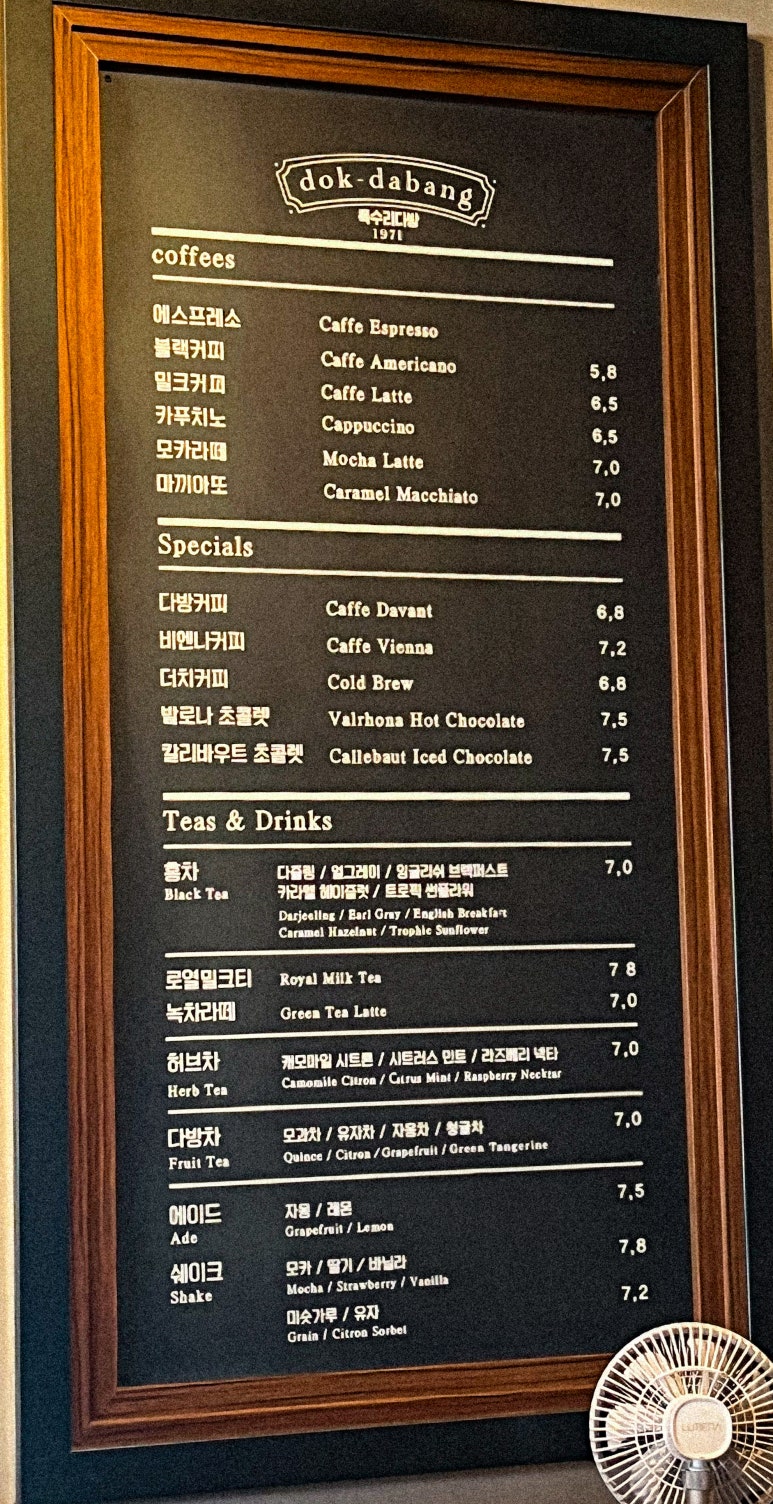 dok-dabang
독수리다방
1971
coffees
에스프레소 Caffe Espresso
블랙커피 Caffe Americano 5,8
밀크커피 Caffe Latte 6,5
카푸치노 Cappuccino 6,5
모카라떼 Mocha Latte 7,0
마끼아또 Caramel Macchiato 7,0
Specials
다방커피 Caffe Davant 6,8
비엔나커피 Caffe Vienna 7,2
더치커피 Cold Brew 6,8
발로나 초콜렛 Valrhona Hot Chocolate 7,5
칼리바우트 초콜렛 Callebaut Iced Chocolate 7,5
Teas & Drinks
홍차 다즐링 / 얼그레이 / 잉글리쉬 브랙퍼스트 7,0
Black Tea 카라멜 헤이즐럿 / 트로픽 썬플라워
Darjeeling / Earl Gray / English Breakfart
Caramel Hazelnut / Trophic Sunflower
로열밀크티 Royal Milk Tea 7 8
녹차라떼 Green Tea Latte 7,0
허브차 캐모마일 시트론 / 시트러스 민트 / 라즈베리 넥타 7,0
Herb Tea Camomile Citron / Citrus Mint / Raspberry Necktar
다방차 모과차 / 유자차 / 자몽차 / 청귤차 7,0
Fruit Tea Quince / Citron / Grapefruit / Green Tangerine
에이드 자몽 / 레몬 7,5
Ade Grapefruit / Lemon
쉐이크 모카 / 딸기 / 바닐라 7,8
Shake Mocha / Strawberry / Vanilla
미숫가루 / 유자 7,2
Grain / Citron Sorbet
LUMENA